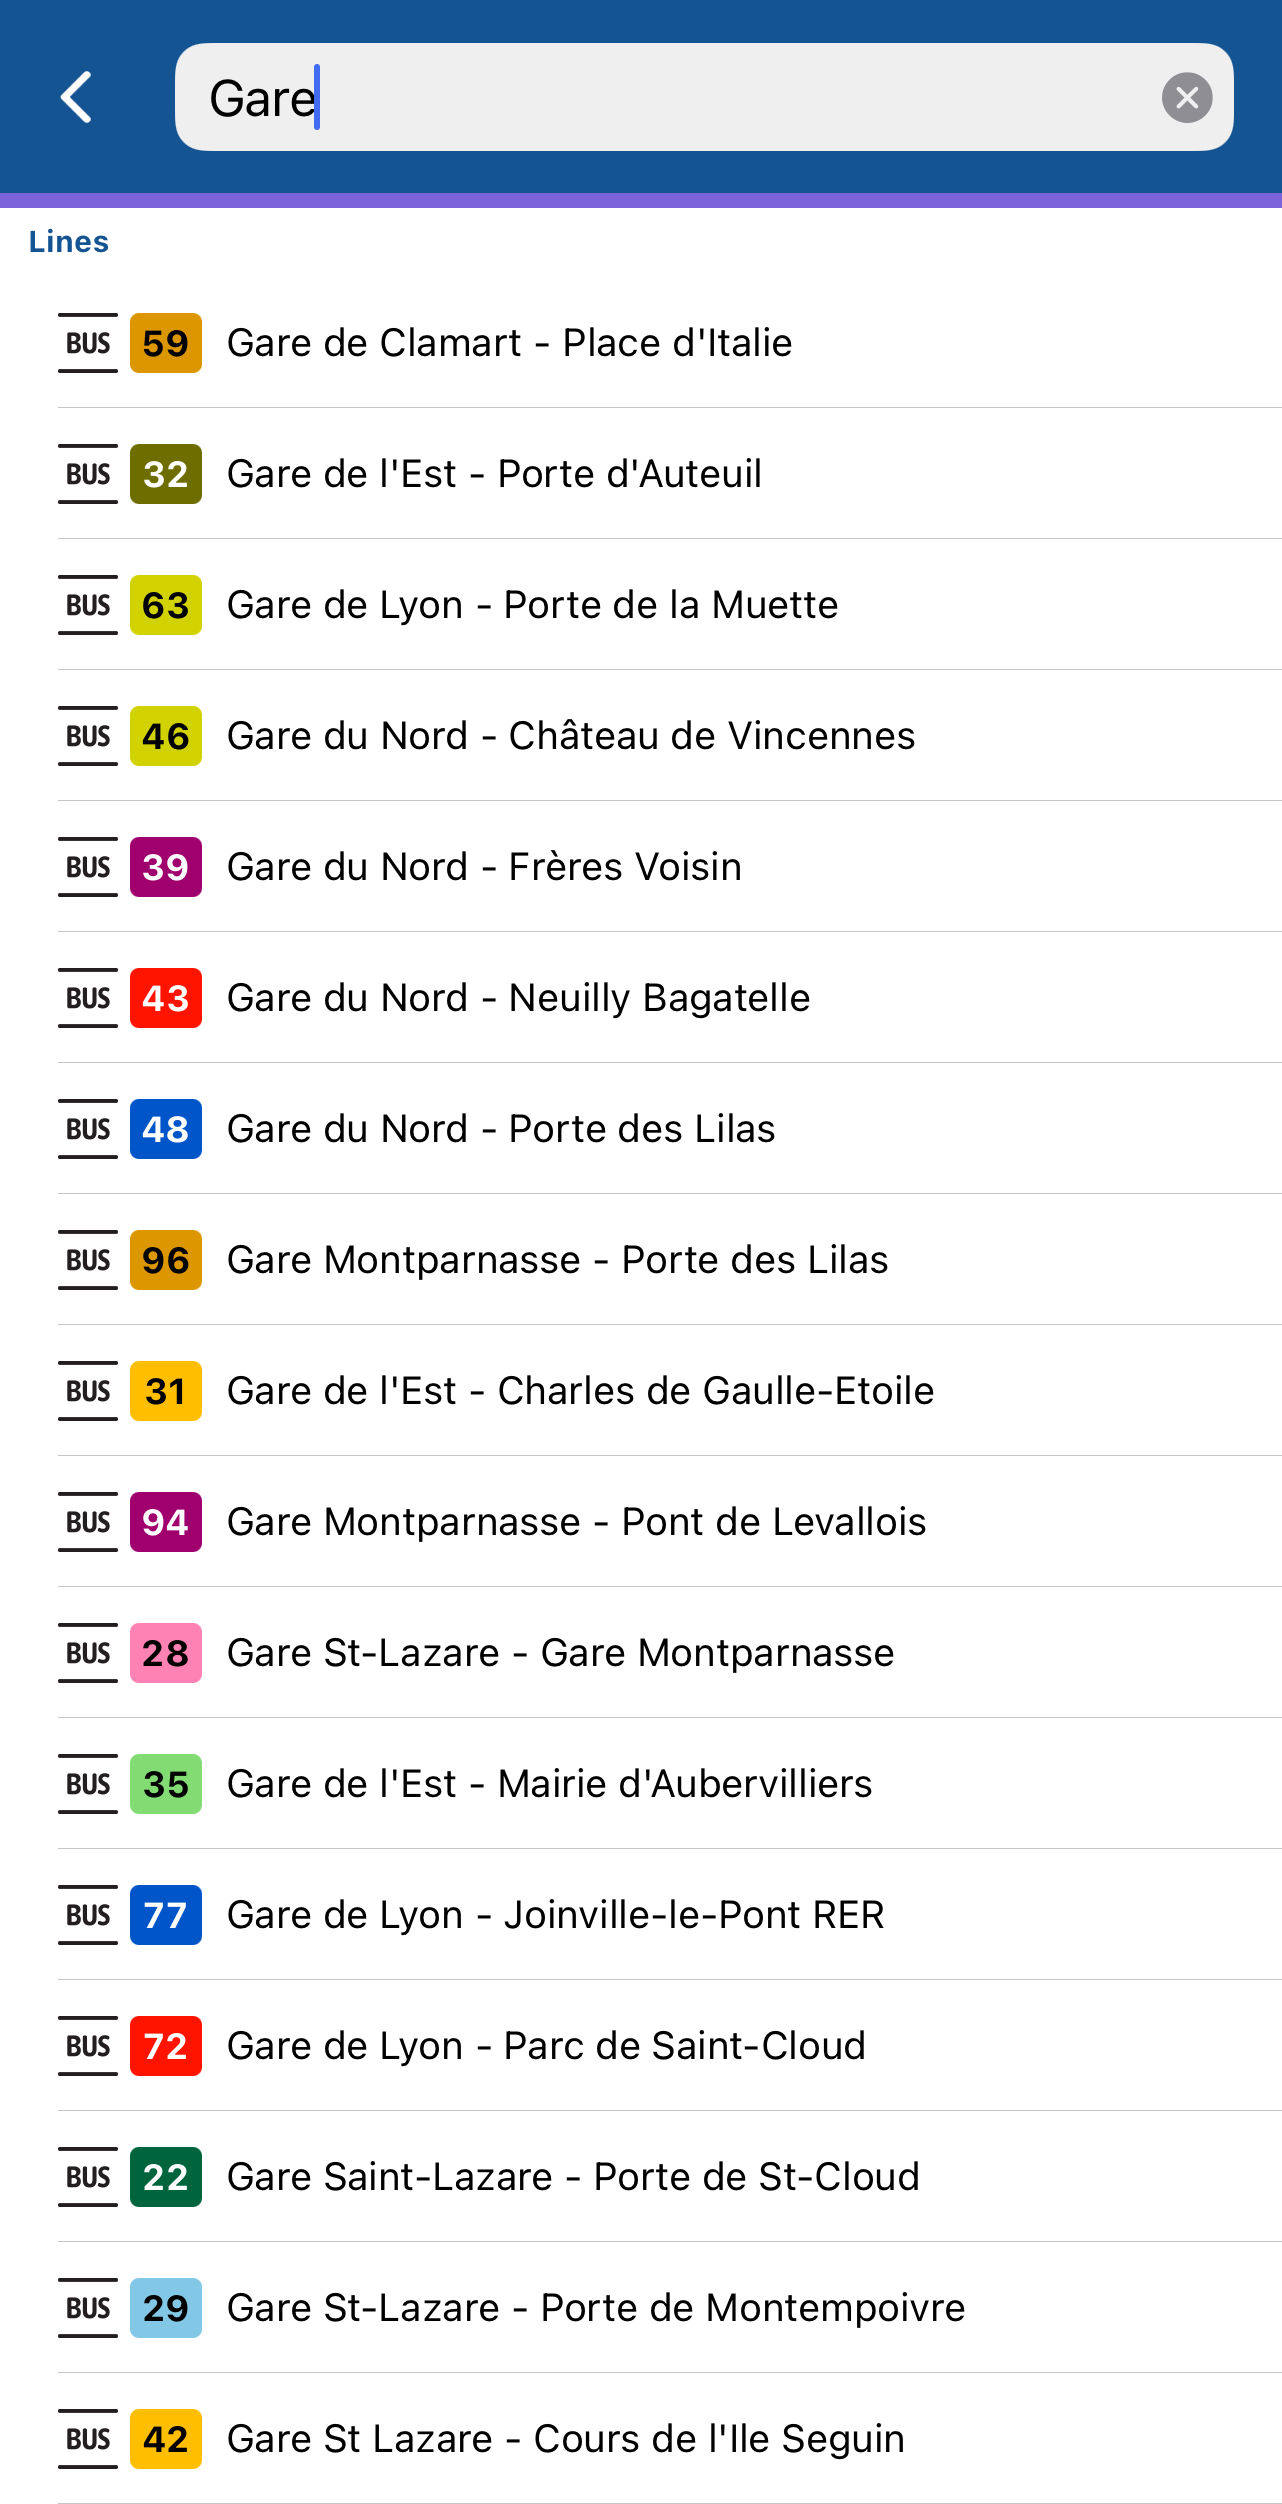 Gare
Lines
BUS 59 Gare de Clamart - Place d'Italie
BUS 32 Gare de l'Est - Porte d'Auteuil
BUS 63 Gare de Lyon - Porte de la Muette
BUS 46 Gare du Nord - Château de Vincennes
BUS 39 Gare du Nord - Frères Voisin
BUS 43 Gare du Nord - Neuilly Bagatelle
BUS 48 Gare du Nord - Porte des Lilas
BUS 96 Gare Montparnasse - Porte des Lilas
BUS 31 Gare de l'Est - Charles de Gaulle-Etoile
BUS 94 Gare Montparnasse - Pont de Levallois
BUS 28 Gare St-Lazare - Gare Montparnasse
BUS 35 Gare de l'Est - Mairie d'Aubervilliers
BUS 77 Gare de Lyon - Joinville-le-Pont RER
BUS 72 Gare de Lyon - Parc de Saint-Cloud
BUS 22 Gare Saint-Lazare - Porte de St-Cloud
BUS 29 Gare St-Lazare - Porte de Montempoivre
BUS 42 Gare St Lazare - Cours de l'Ile Seguin